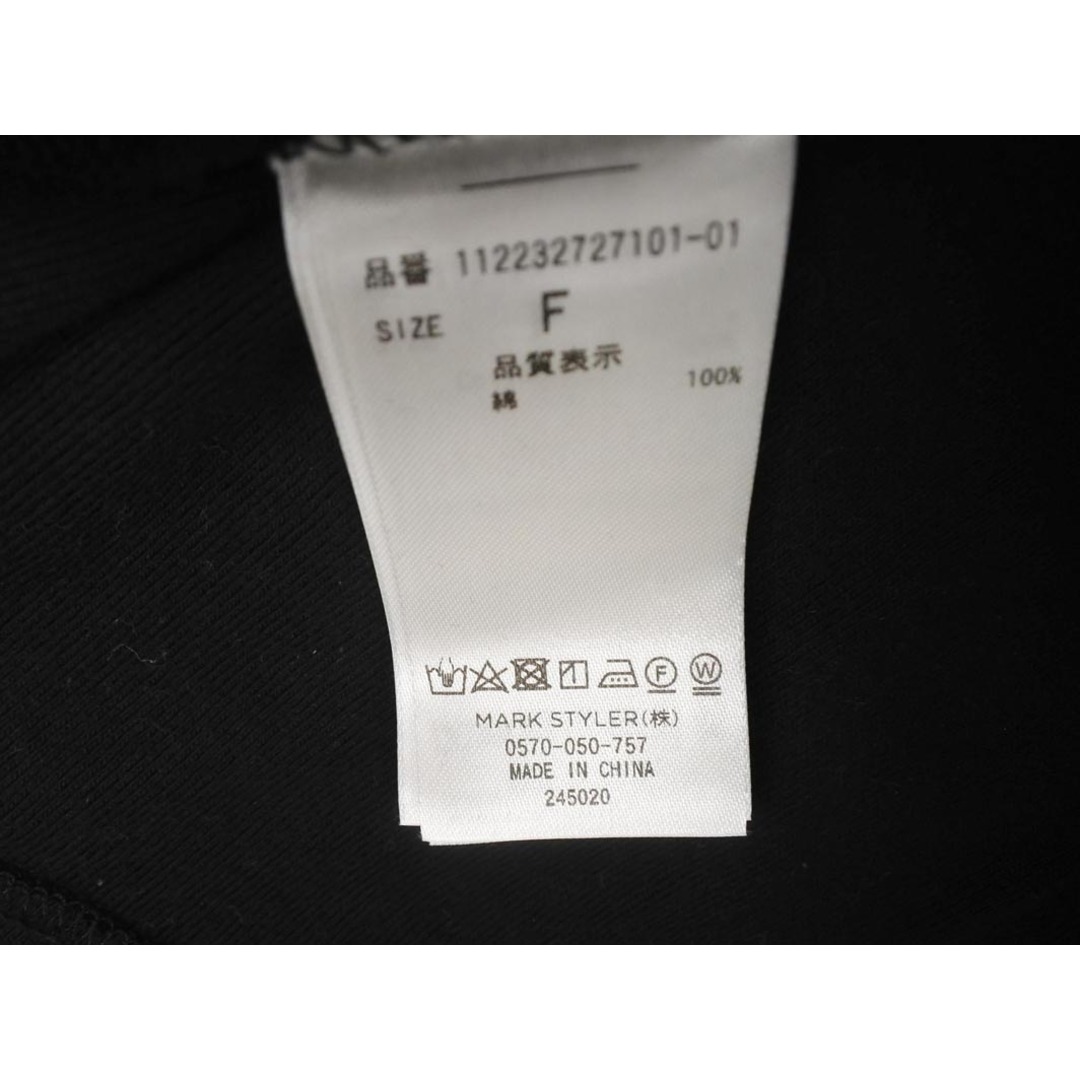 品番 112232727101-01
SIZE F
品質表示
綿 100%
F W
MARK STYLER(株)
0570-050-757
MADE IN CHINA
245020